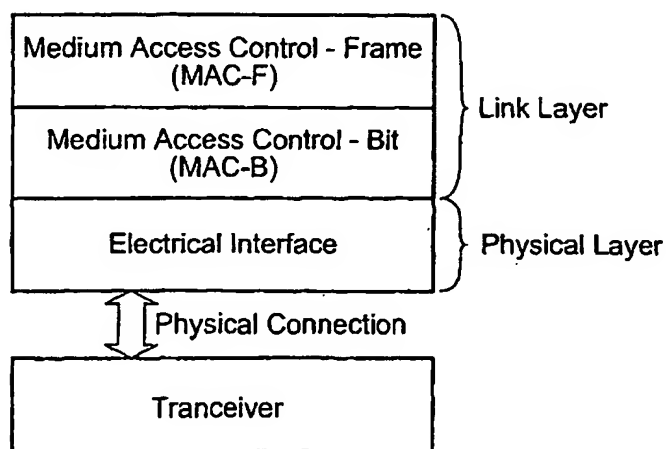 Medium Access Control - Frame
(MAC-F)
Link Layer
Medium Access Control - Bit
(MAC-B)
Electrical Interface
Physical Layer
Physical Connection
Tranceiver